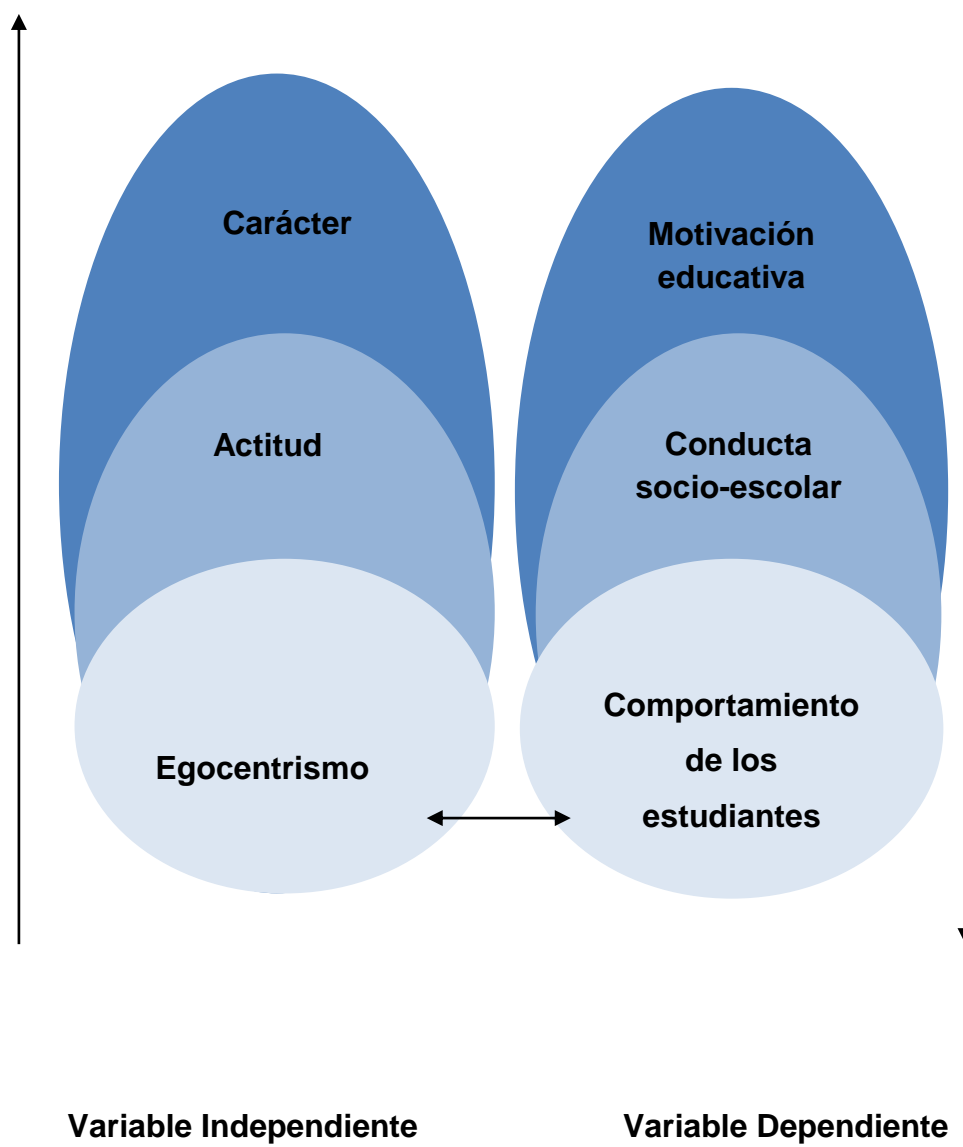 Carácter
Actitud
Egocentrismo
Motivación
educativa
Conducta
socio-escolar
Comportamiento
de los
estudiantes
Variable Independiente
Variable Dependiente